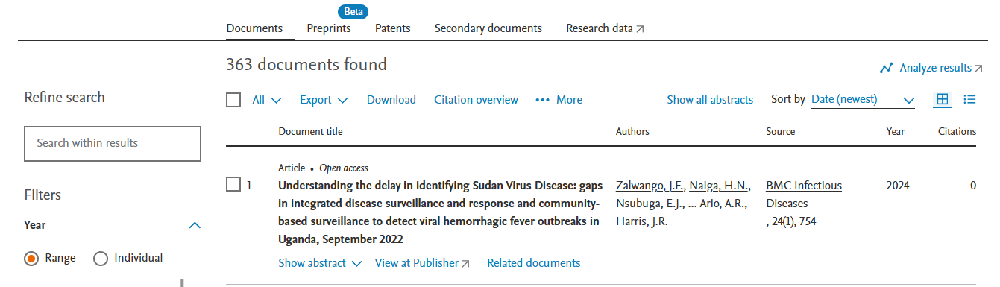 Beta
Documents Preprints Patents Secondary documents Research data
363 documents found
Analyze results
Refine search
All Export Download Citation overview ••• More Show all abstracts Sort by Date (newest)
Search within results
Document title Authors Source Year Citations
Article • Open access
1 Understanding the delay in identifying Sudan Virus Disease: gaps Zalwango, J.F., Naiga, H.N., BMC Infectious 2024 0
Filters
in integrated disease surveillance and response and community- Nsubuga, E.J., ... Ario, A.R., Diseases
Year
based surveillance to detect viral hemorrhagic fever outbreaks in Harris, J.R. , 24(1), 754
Uganda, September 2022
Range Individual
Show abstract View at Publisher Related documents